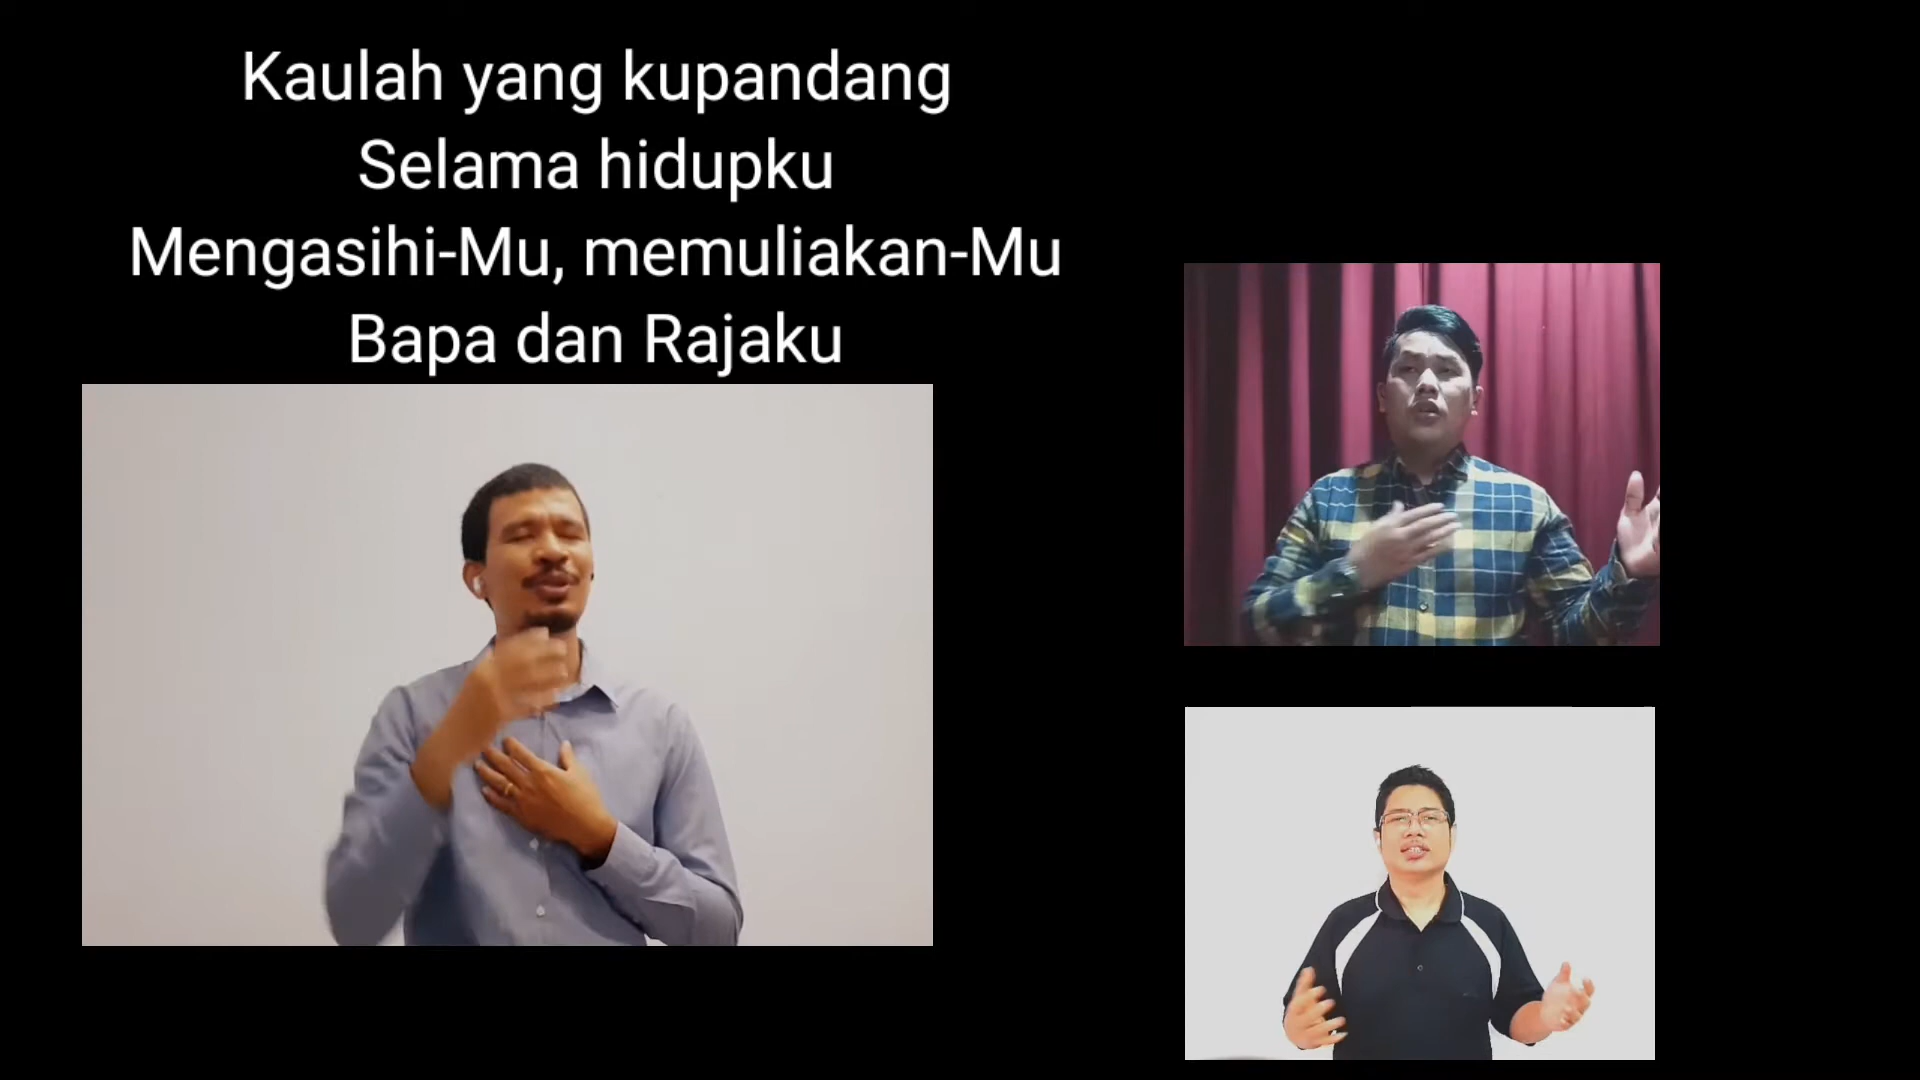 Kaulah yang kupandang
Selama hidupku
Mengasihi-Mu, memuliakan-Mu
Bapa dan Rajaku